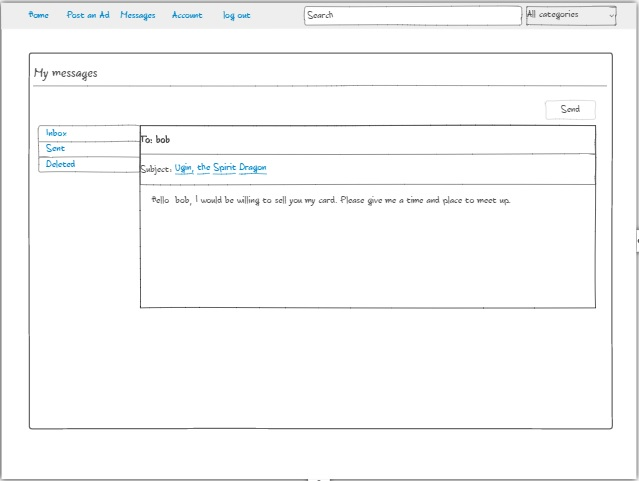 Home Post an Ad Messages Account log out Search All categories
My messages
Send
Inbox
Sent
Deleted
To: bob
Subject: Ugin, the Spirit Dragon
Hello bob, I would be willing to sell you my card. Please give me a time and place to meet up.